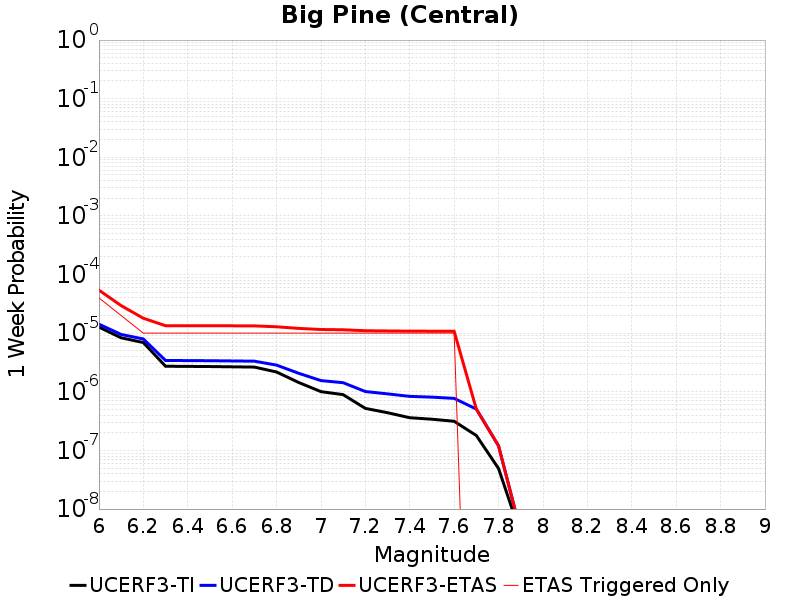 Big Pine (Central)
1 Week Probability
10^0
10^-1
10^-2
10^-3
10^-4
10^-5
10^-6
10^-7
10^-8
6 6.2 6.4 6.6 6.8 7 7.2 7.4 7.6 7.8 8 8.2 8.4 8.6 8.8 9
Magnitude
UCERF3-TI UCERF3-TD UCERF3-ETAS ETAS Triggered Only